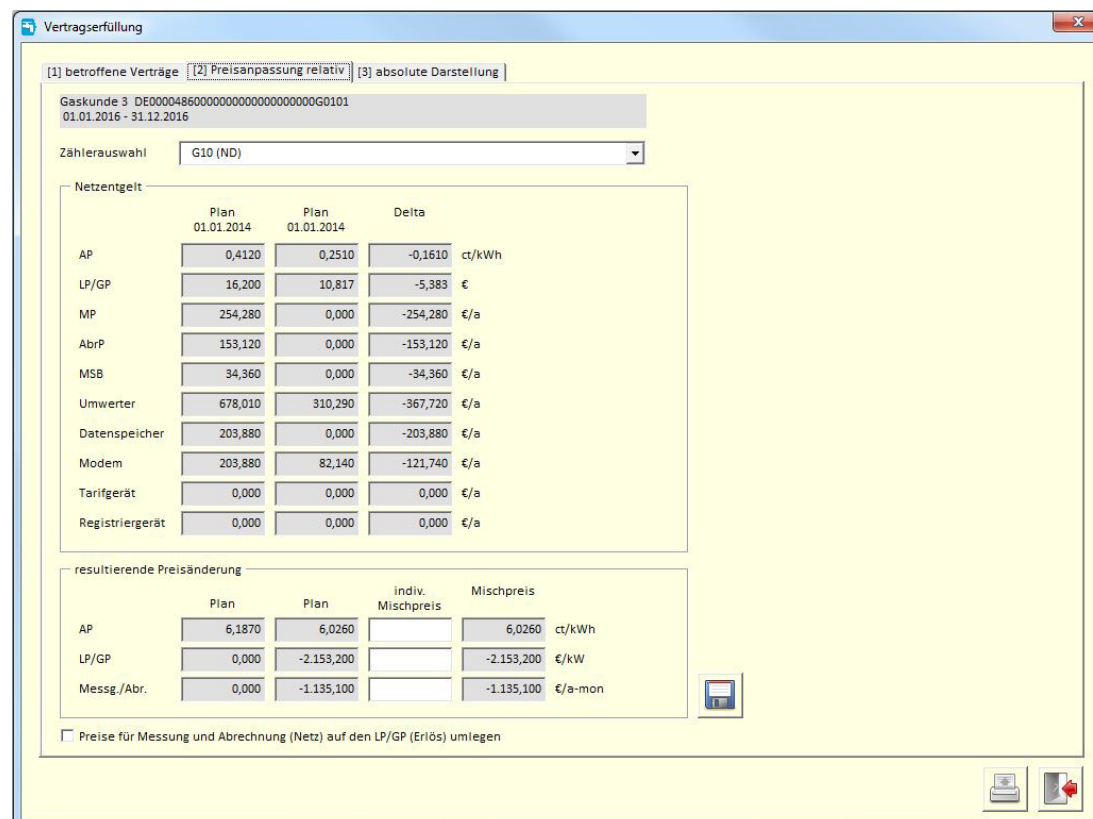 Vertragserfüllung
[1] betroffene Verträge [2] Preisanpassung relativ [3] absolute Darstellung
Gaskunde 3 DE00004860000000000000000000G0101
01.01.2016 - 31.12.2016
Zählerauswahl G10 (ND)
Netzentgelt
Plan Plan Delta
01.01.2014 01.01.2014
AP 0,4120 0,2510 -0,1610 ct/kWh
LP/GP 16,200 10,817 -5,383 €
MP 254,280 0,000 -254,280 €/a
AbrP 153,120 0,000 -153,120 €/a
MSB 34,360 0,000 -34,360 €/a
Umwerter 678,010 310,290 -367,720 €/a
Datenspeicher 203,880 0,000 -203,880 €/a
Modem 203,880 82,140 -121,740 €/a
Tarifgerät 0,000 0,000 0,000 €/a
Registriergerät 0,000 0,000 0,000 €/a
resultierende Preisänderung
Plan Plan indiv. Mischpreis Mischpreis
AP 6,1870 6,0260 6,0260 ct/kWh
LP/GP 0,000 -2.153,200 -2.153,200 €/kW
Messg./Abr. 0,000 -1.135,100 -1.135,100 €/a-mon
Preise für Messung und Abrechnung (Netz) auf den LP/GP (Erlös) umlegen